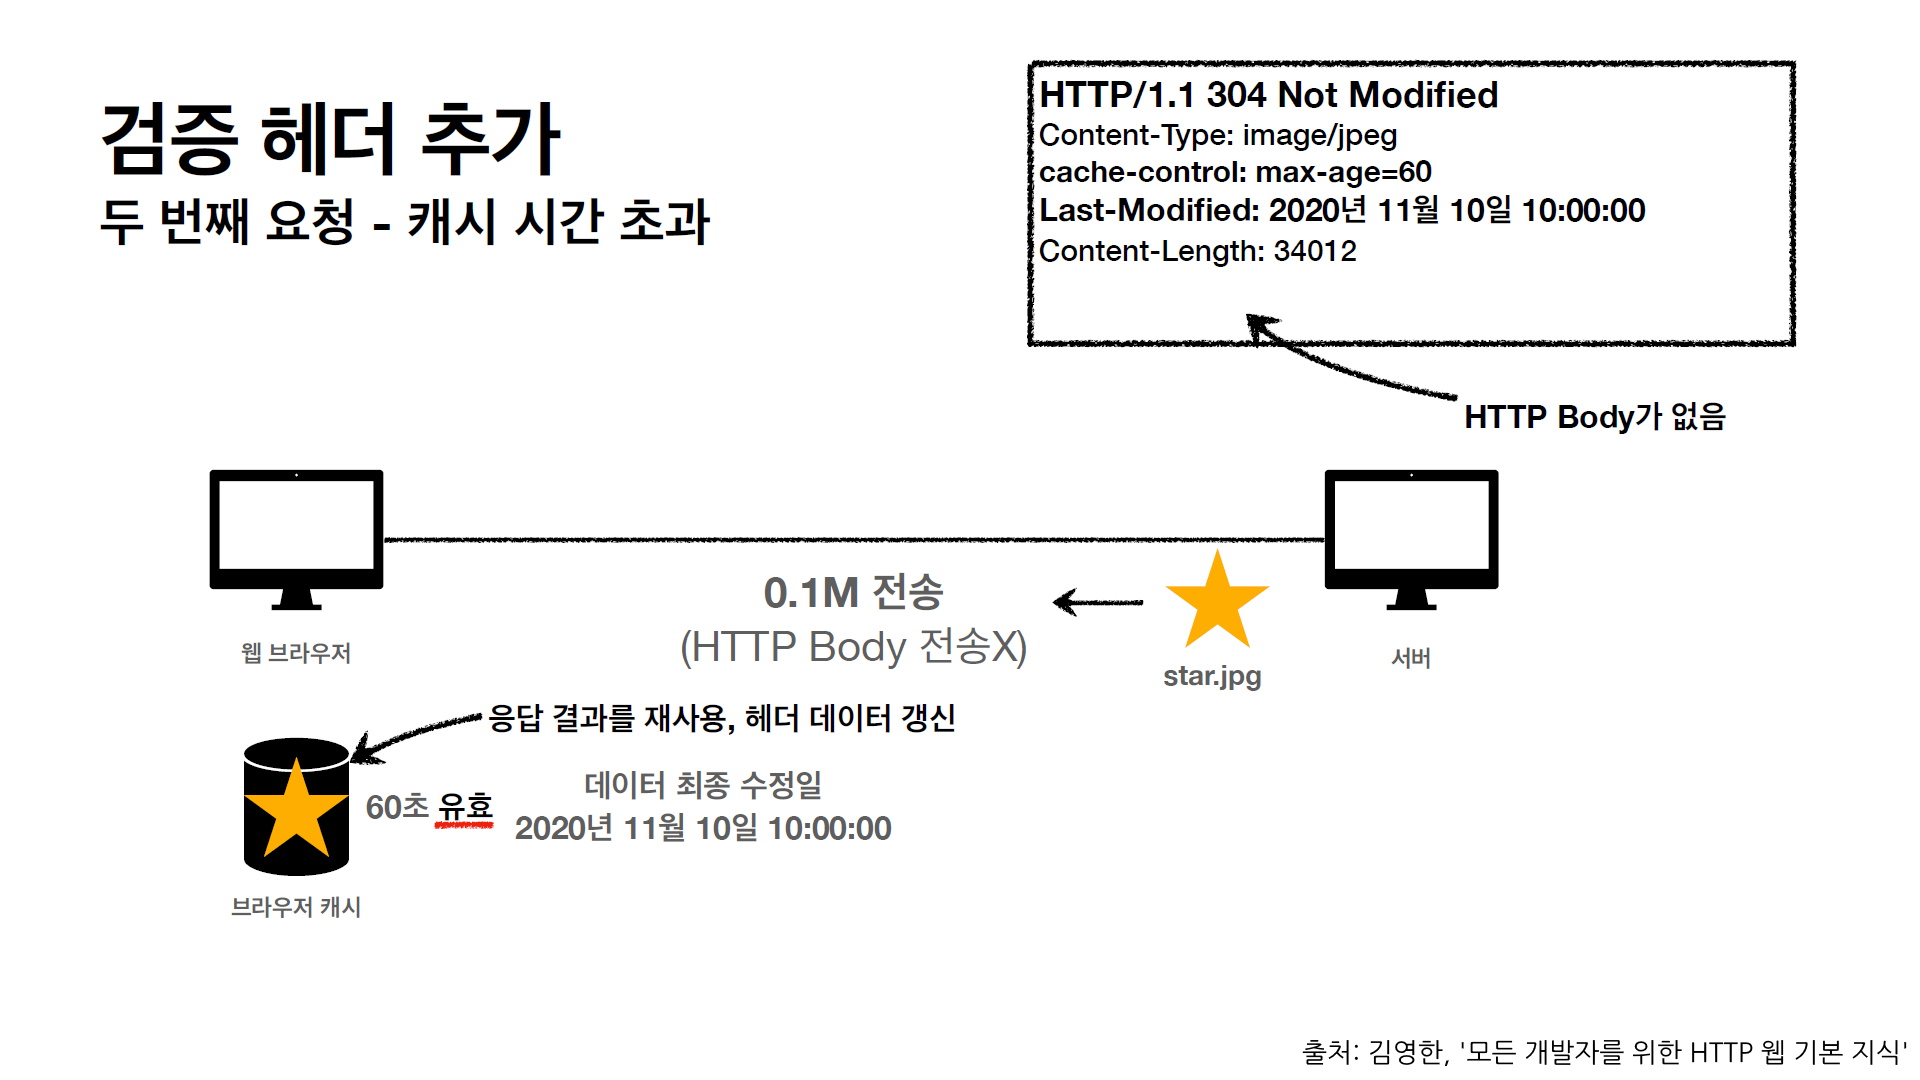 검증 헤더 추가
두 번째 요청 - 캐시 시간 초과
HTTP/1.1 304 Not Modified
Content-Type: image/jpeg
cache-control: max-age=60
Last-Modified: 2020년 11월 10일 10:00:00
Content-Length: 34012
HTTP Body가 없음
0.1M 전송
(HTTP Body 전송X)
웹 브라우저
star.jpg
서버
응답 결과를 재사용, 헤더 데이터 갱신
60초 유효
데이터 최종 수정일
2020년 11월 10일 10:00:00
브라우저 캐시
출처: 김영한, '모든 개발자를 위한 HTTP 웹 기본 지식'